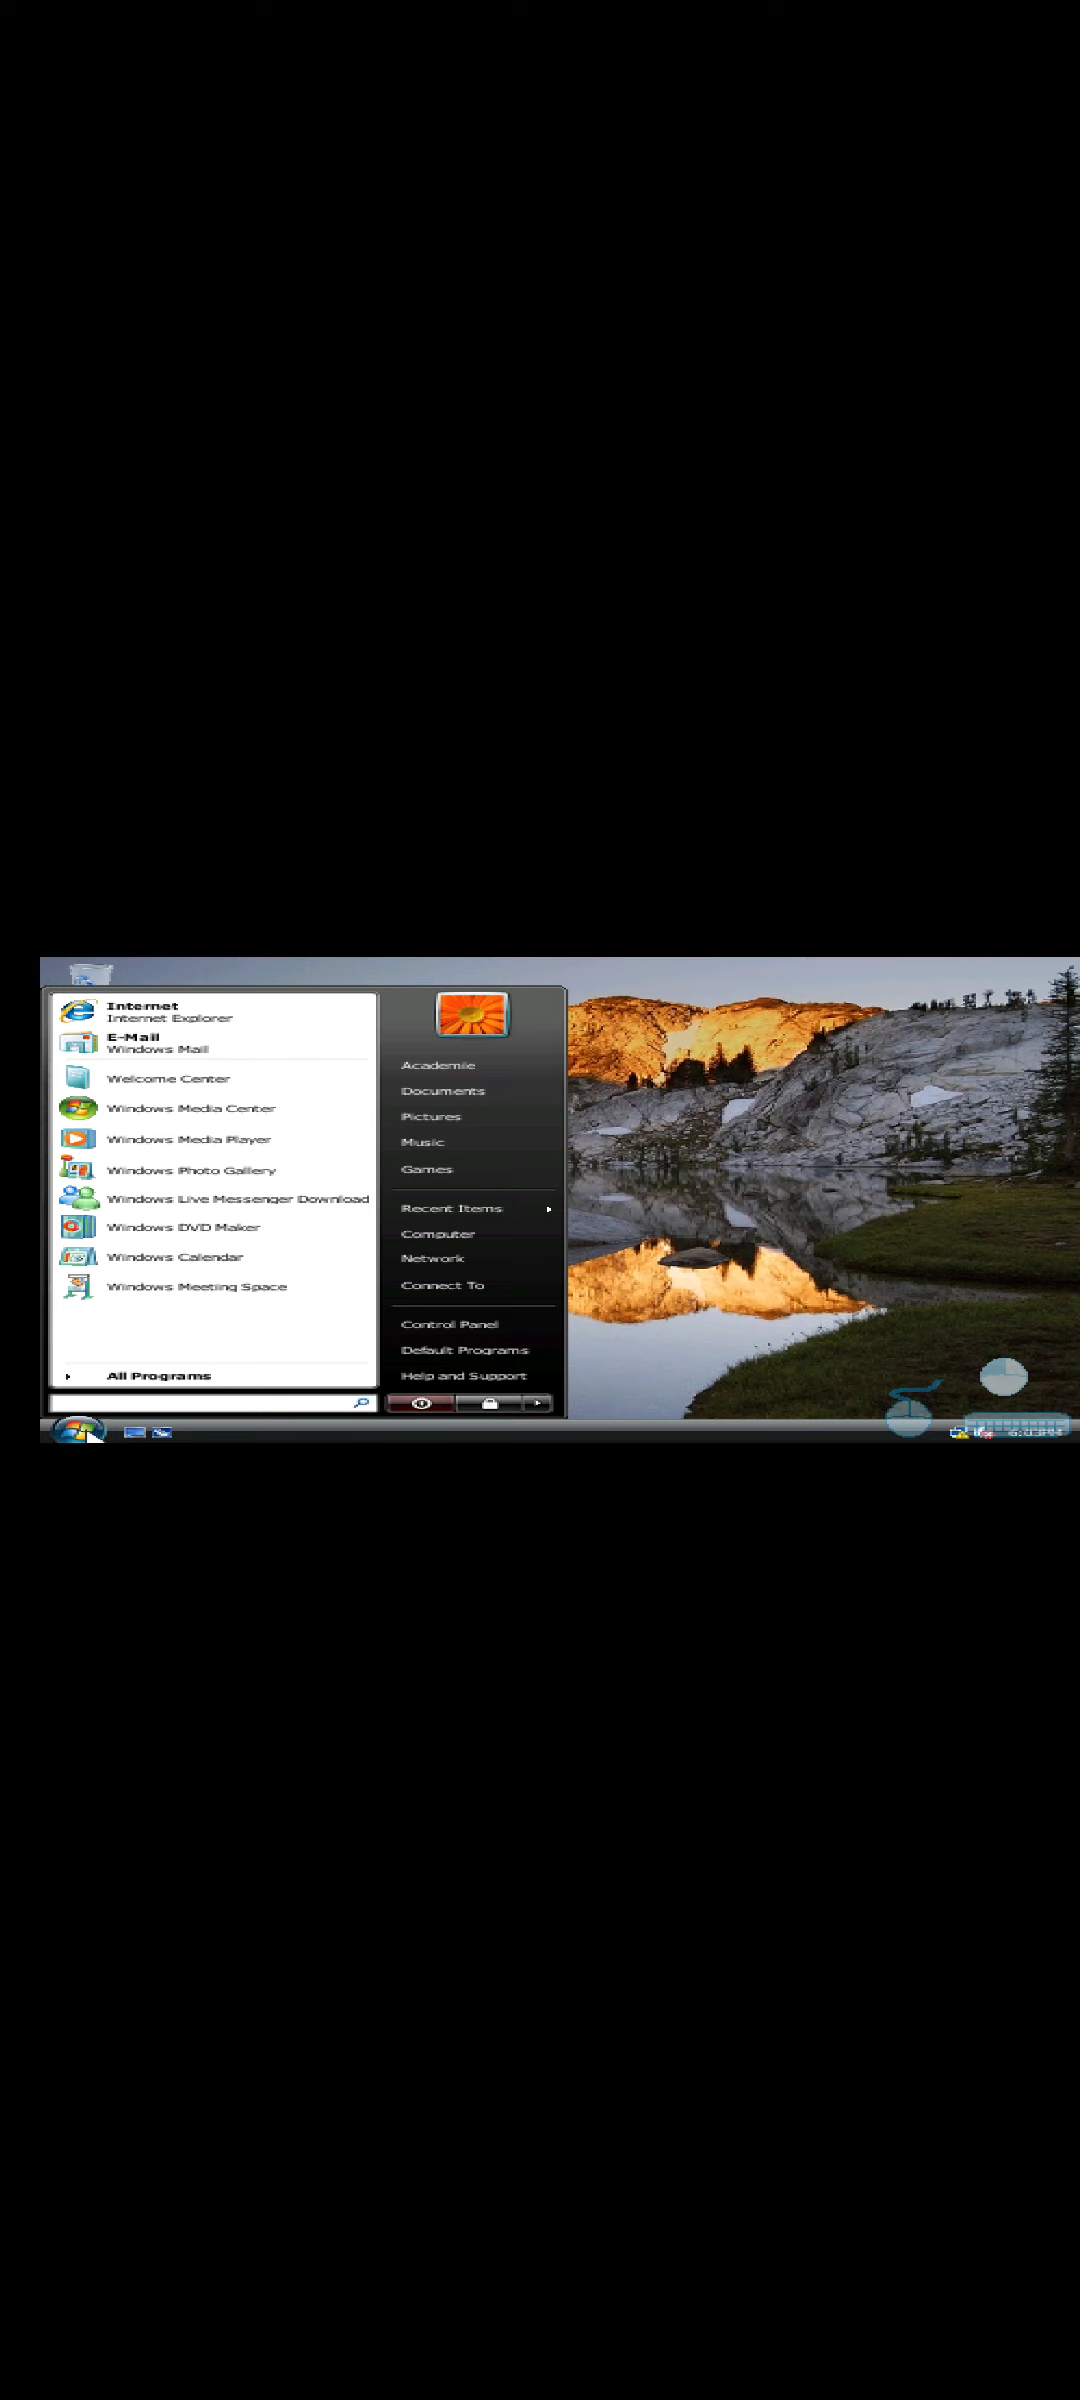 Internet
Internet Explorer
E-Mail
Windows Mail
Welcome Center
Windows Media Center
Windows Media Player
Windows Photo Gallery
Windows Live Messenger Download
Windows DVD Maker
Windows Calendar
Windows Meeting Space
All Programs
Academie
Documents
Pictures
Music
Games
Recent Items
Computer
Network
Connect To
Control Panel
Default Programs
Help and Support